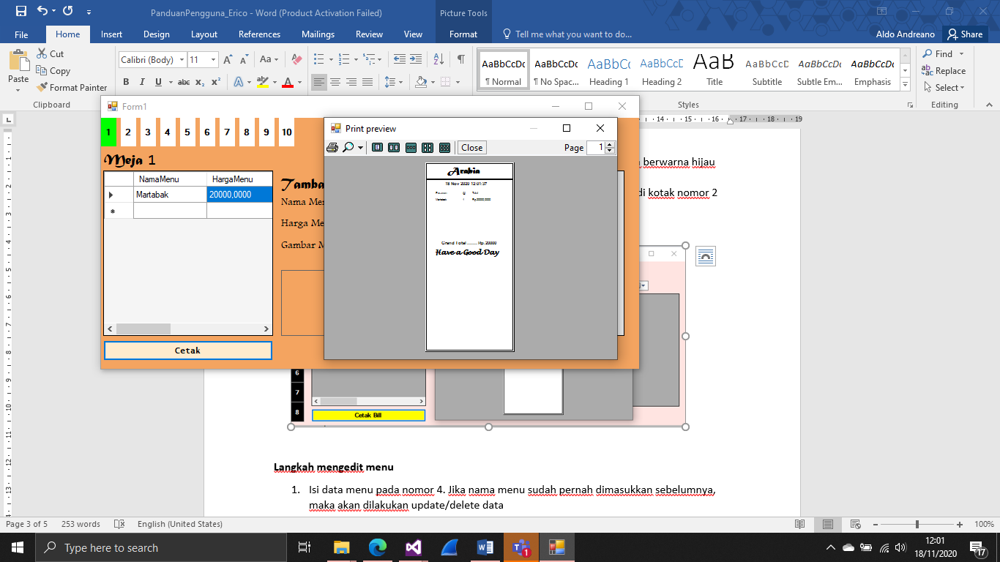 PanduanPengguna_Erico - Word (Product Activation Failed)
Picture Tools
File Home Insert Design Layout References Mailings Review View Format Tell me what you want to do... Aldo Andreano Share
Paste
Cut
Copy
Format Painter
Clipboard
Calibri (Body) 11
B I U abc x₂ x²
AaBbCcDc AaBbCcDc AaBbCc AaBbCcD AaB AaBbCcD AaBbCcDc AaBbCcDc
¶ Normal ¶ No Spac... Heading 1 Heading 2 Title Subtitle Subtle Em... Emphasis
Styles
Find
Replace
Select
Editing
14 15 16 17 18 19
Form1
1 2 3 4 5 6 7 8 9 10
Meja 1
NamaMenu HargaMenu
Martabak 20000,0000
Cetak
Tamba
Nama Men
Harga Me
Gambar M
Print preview
Close
Page 1
Arabia
18 Nov 2020 12:01:37
Total
Martabak 1 Rp.20000,0000
Grand Total ........ Rp.20000
Have a Good Day
berwarna hijau
di kotak nomor 2
6
7
8
Cetak Bill
Langkah mengedit menu
1. Isi data menu pada nomor 4. Jika nama menu sudah pernah dimasukkan sebelumnya,
maka akan dilakukan update/delete data
Page 3 of 5 253 words English (United States) 100%
Type here to search
1
12:01
18/11/2020
17